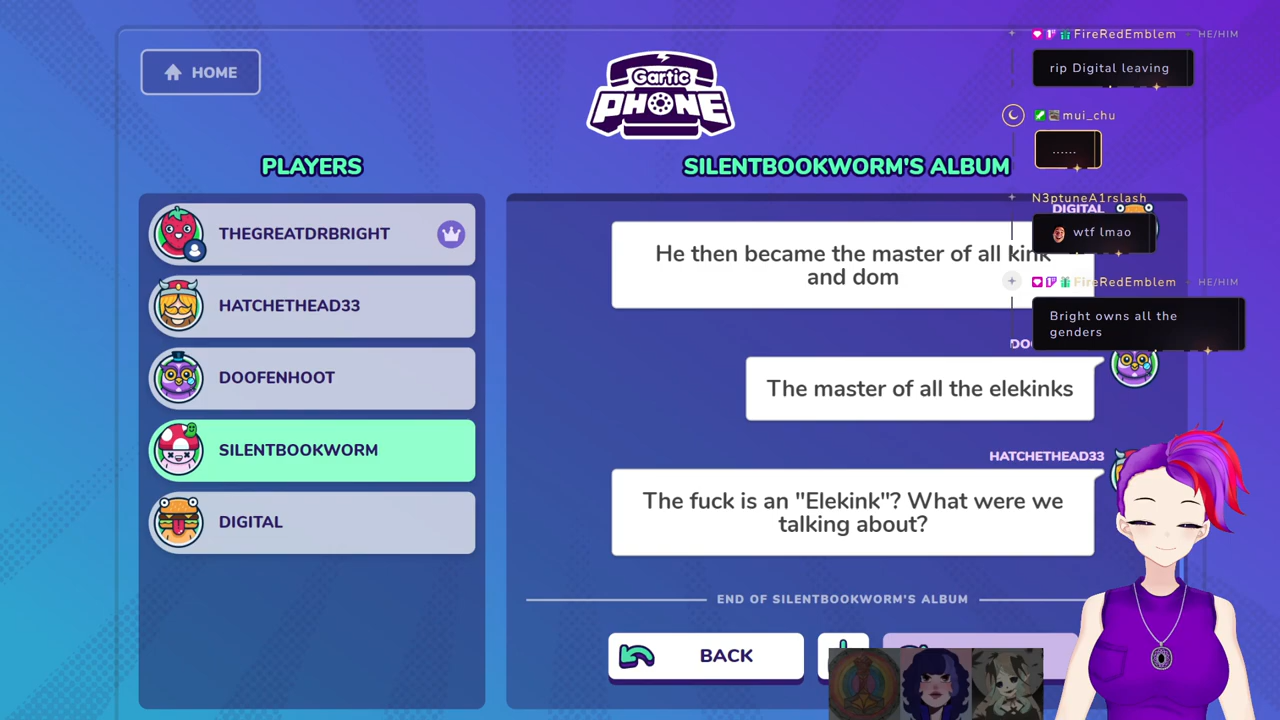 HOME
Gartic
PHONE
PLAYERS
THEGREATDRBRIGHT
HATCHETHEAD33
DOOFENHOOT
SILENTBOOKWORM
DIGITAL
SILENTBOOKWORM'S ALBUM
DIGITAL
He then became the master of all kink
and dom
The master of all the elekinks
HATCHETHEAD33
The fuck is an "Elekink"? What were we
talking about?
END OF SILENTBOOKWORM'S ALBUM
BACK
FireRedEmblem HE/HIM
rip Digital leaving
mui_chu
......
N3ptuneA1rslash
wtf lmao
FireRedEmblem HE/HIM
Bright owns all the
genders